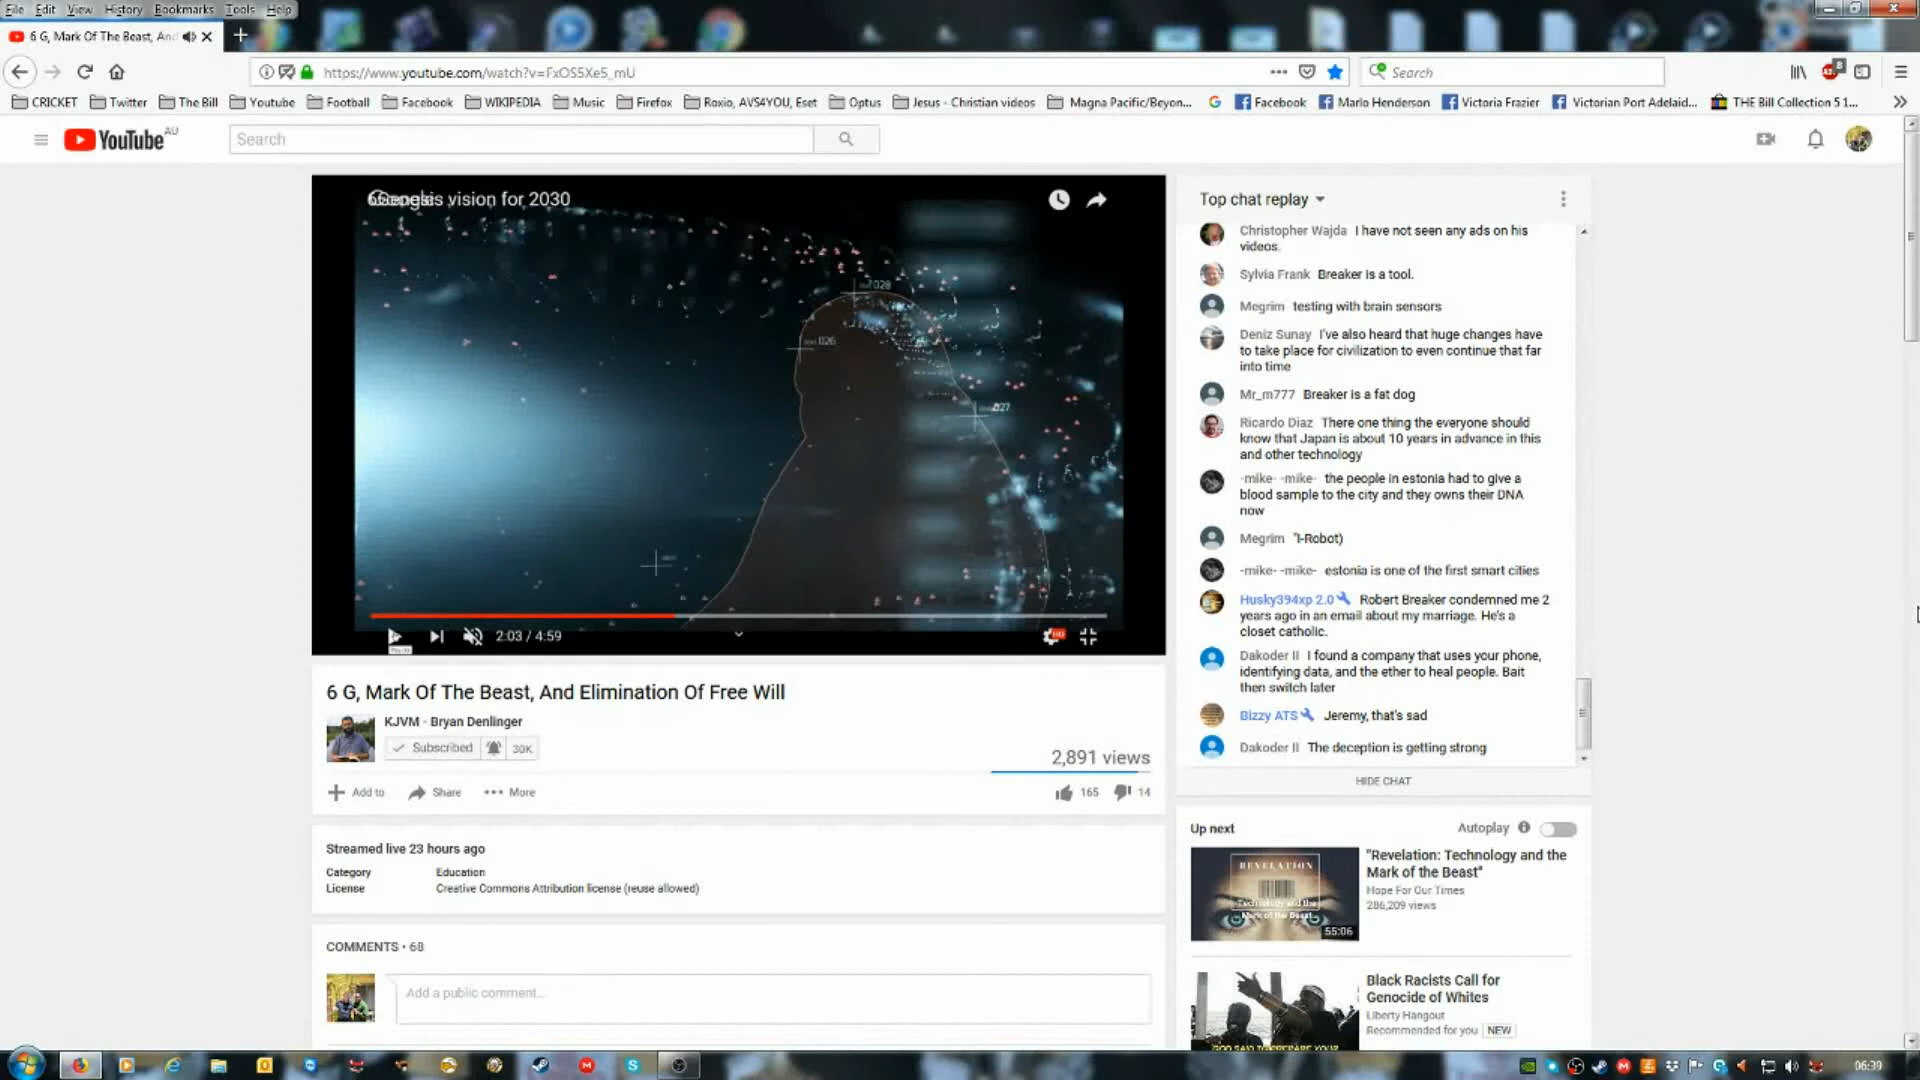 File Edit View History Bookmarks Tools Help
6 G, Mark Of The Beast, And
https://www.youtube.com/watch?v=FxOS5Xe5_mU
Search
8
CRICKET Twitter The Bill Youtube Football Facebook WIKIPEDIA Music Firefox Roxio, AVS4YOU, Eset Optus Jesus - Christian videos Magna Pacific/Beyon... Facebook Marlo Henderson Victoria Frazier Victorian Port Adelaid... THE Bill Collection 5 1...
YouTube AU
Search
6Genesis vision for 2030
028
026
027
2:03 / 4:59
HD
6 G, Mark Of The Beast, And Elimination Of Free Will
KJVM - Bryan Denlinger
Subscribed 30K
2,891 views
Add to Share More
165 14
Streamed live 23 hours ago
Category Education
License Creative Commons Attribution license (reuse allowed)
COMMENTS • 68
Add a public comment...
Top chat replay
Christopher Wajda I have not seen any ads on his
videos.
Sylvia Frank Breaker is a tool.
Megrim testing with brain sensors
Deniz Sunay I've also heard that huge changes have
to take place for civilization to even continue that far
into time
Mr_m777 Breaker is a fat dog
Ricardo Diaz There one thing the everyone should
know that Japan is about 10 years in advance in this
and other technology
-mike- -mike- the people in estonia had to give a
blood sample to the city and they owns their DNA
now
Megrim "I-Robot)
-mike- -mike- estonia is one of the first smart cities
Husky394xp 2.0 Robert Breaker condemned me 2
years ago in an email about my marriage. He's a
closet catholic.
Dakoder II I found a company that uses your phone,
identifying data, and the ether to heal people. Bait
then switch later
Bizzy ATS Jeremy, that's sad
Dakoder II The deception is getting strong
HIDE CHAT
Up next
Autoplay
REVELATION
Technology and the
Mark of the Beast
55:06
"Revelation: Technology and the
Mark of the Beast"
Hope For Our Times
286,209 views
Black Racists Call for
Genocide of Whites
Liberty Hangout
Recommended for you NEW
GOD SAID TO PREPARE YOUR
06:39